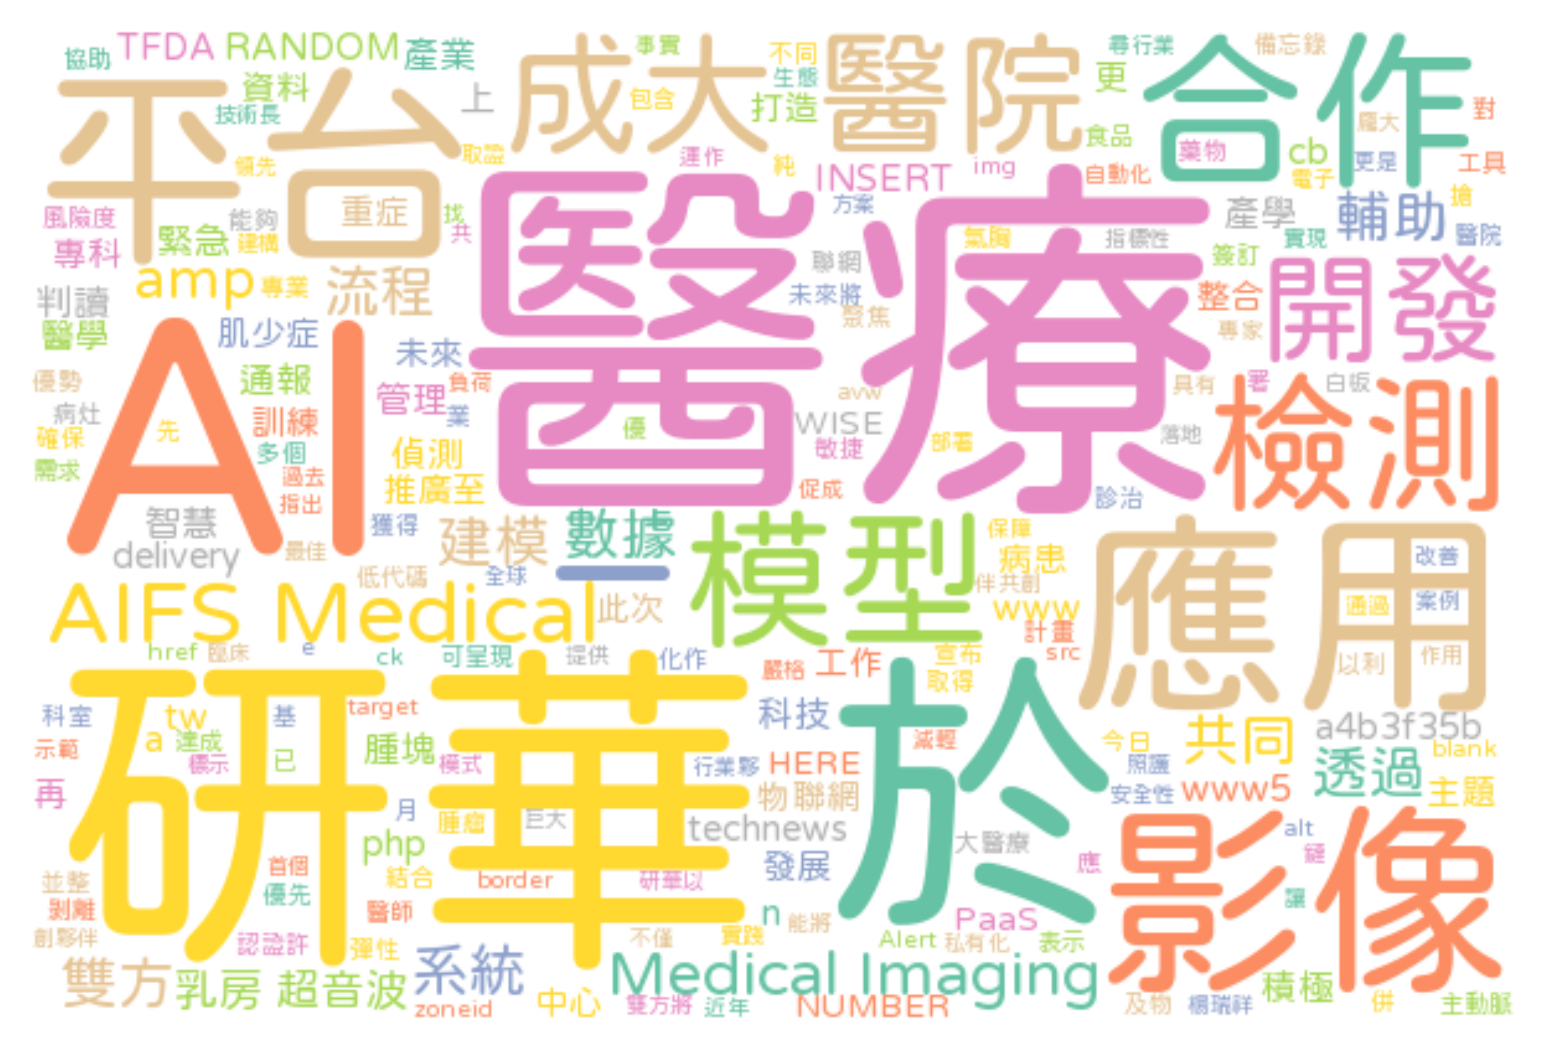 協助 TFDA RANDOM 產業
事實 不同 尋行業 備忘錄
平台 成大 醫院 合作
資料 技術長 上 包含 生態 打造 更 龐大 對
領先 取證 運作 純 INSERT img 自動化 食品 藥物 cb 更是 電子 工具
風險度 能夠 重症 找 方案 產學 輔助 搶
專科 緊急 建構 共 醫療 氣胸 指標性 實現 醫院
amp 專業 流程 聯網 簽訂 開發
判讀 未來將 整合
醫學 肌少症 未來 聚焦 專家
優勢 通報 管理 負荷 avw 具有 署 白板
病灶 AI 訓練 業 WISE 檢測
確保 先 多個 偵測 優 敏捷 部署 落地
需求 過去 推廣至 促成 診治
指出
智慧 獲得 建模 數據 模型 保障 應用
delivery 最佳 一 病患 改善
低代碼 全球 伴共創
AIFS Medical 此次 www 通過 案例
計畫
href 臨床 e ck 可呈現 提供 化作 嚴格 工作 宣布 src 以利 作用
研華 於 取得
科室 tw 基 target 科技 共同 a4b3f35b
示範 a 達成 腫塊 減輕 今日 blank
標示 已 模式 行業夥 HERE 照護 透過
再 月 物聯網 安全性 www5 主題
腫瘤 巨大 technews alt
php 大醫療 影像 鏈
首個 結合 發展 應
並整 優先 border 研華以 讓
剝離 醫師 n 能將 PaaS
創夥伴 認證許 彈性 不僅 實踐 Alert 私有化 表示
雙方 乳房 超音波 系統 Medical Imaging 積極
zoneid 中心 雙方將 近年 NUMBER 及物 楊瑞祥 併 主動脈